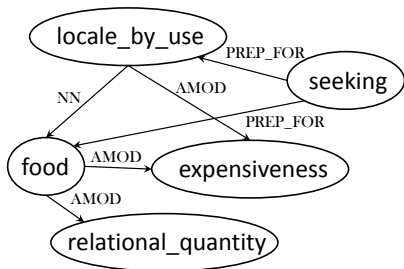 locale_by_use
PREP_FOR
seeking
NN
AMOD
PREP_FOR
food
AMOD
expensiveness
AMOD
relational_quantity